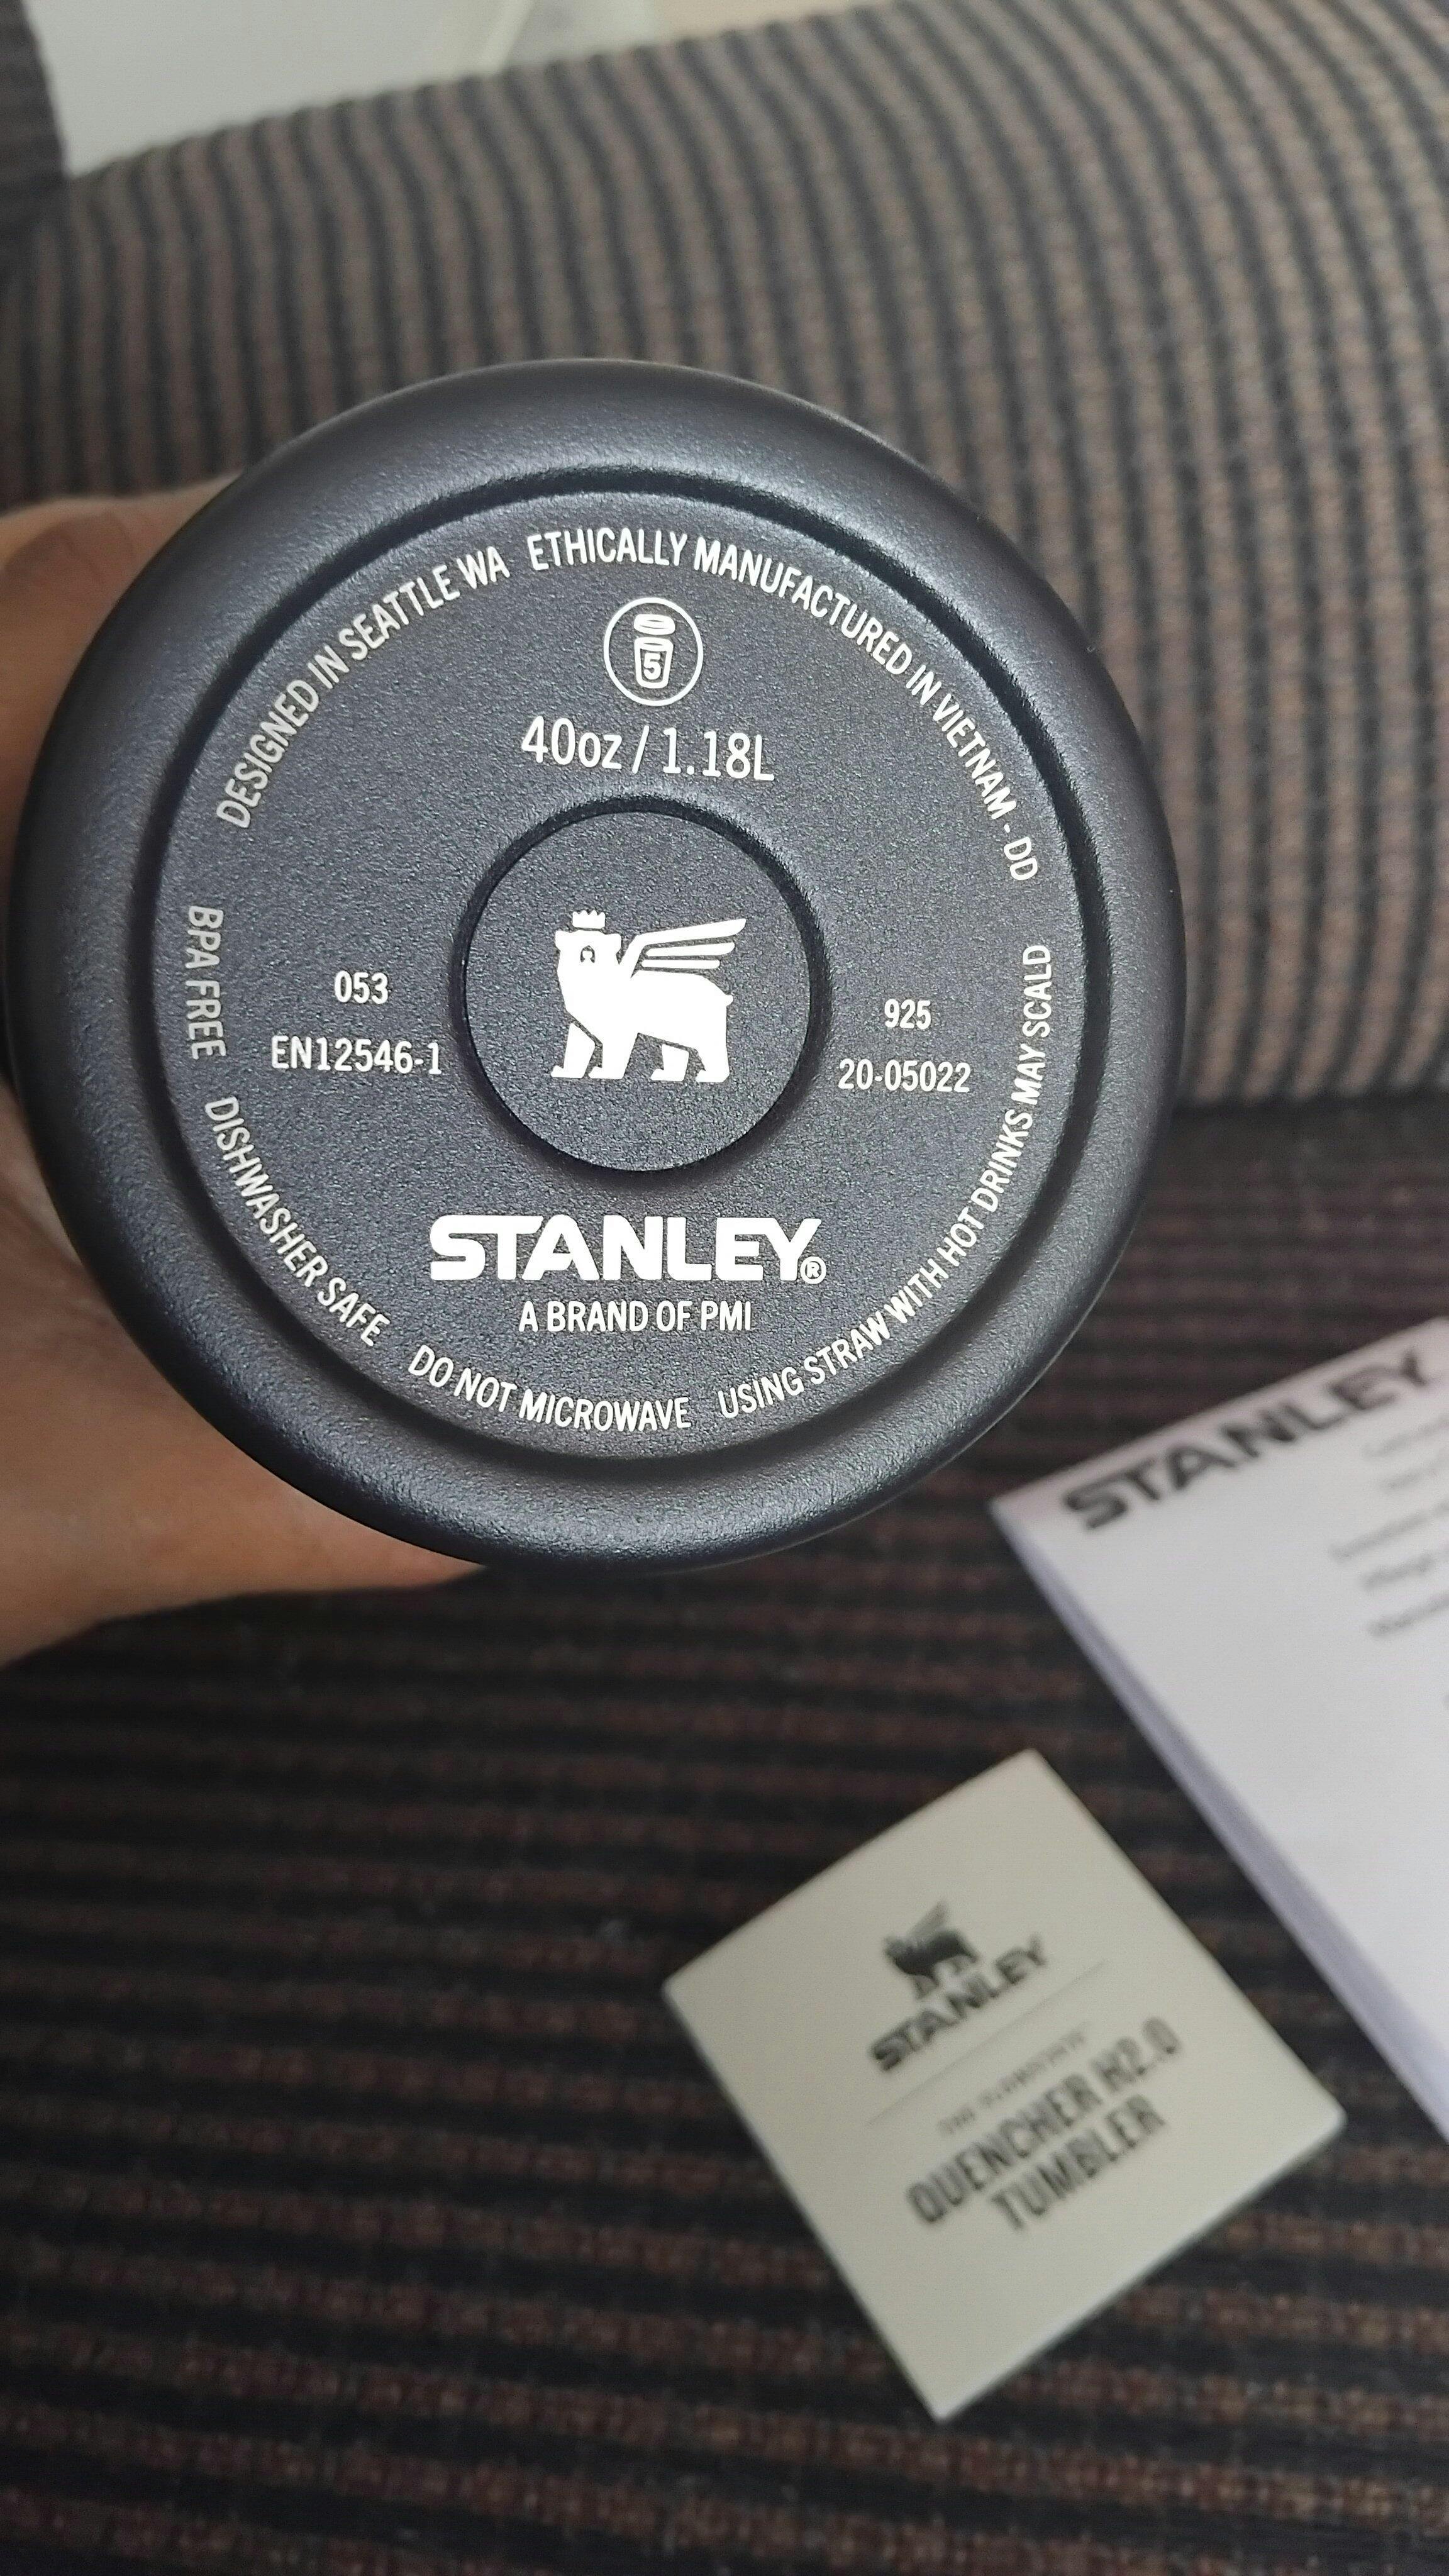 DESIGNED IN SEATTLE WA
ETHICALLY MANUFACTURED IN VIETNAM - DD
5
40oz / 1.18L
053
EN12546-1
925
20-05022
STANLEY®
A BRAND OF PMI
BPA FREE
DISHWASHER SAFE
DO NOT MICROWAVE
USING STRAW WITH HOT DRINKS MAY SCALD
STANLEY
STANLEY
QUENCHER H2.0
TUMBLER